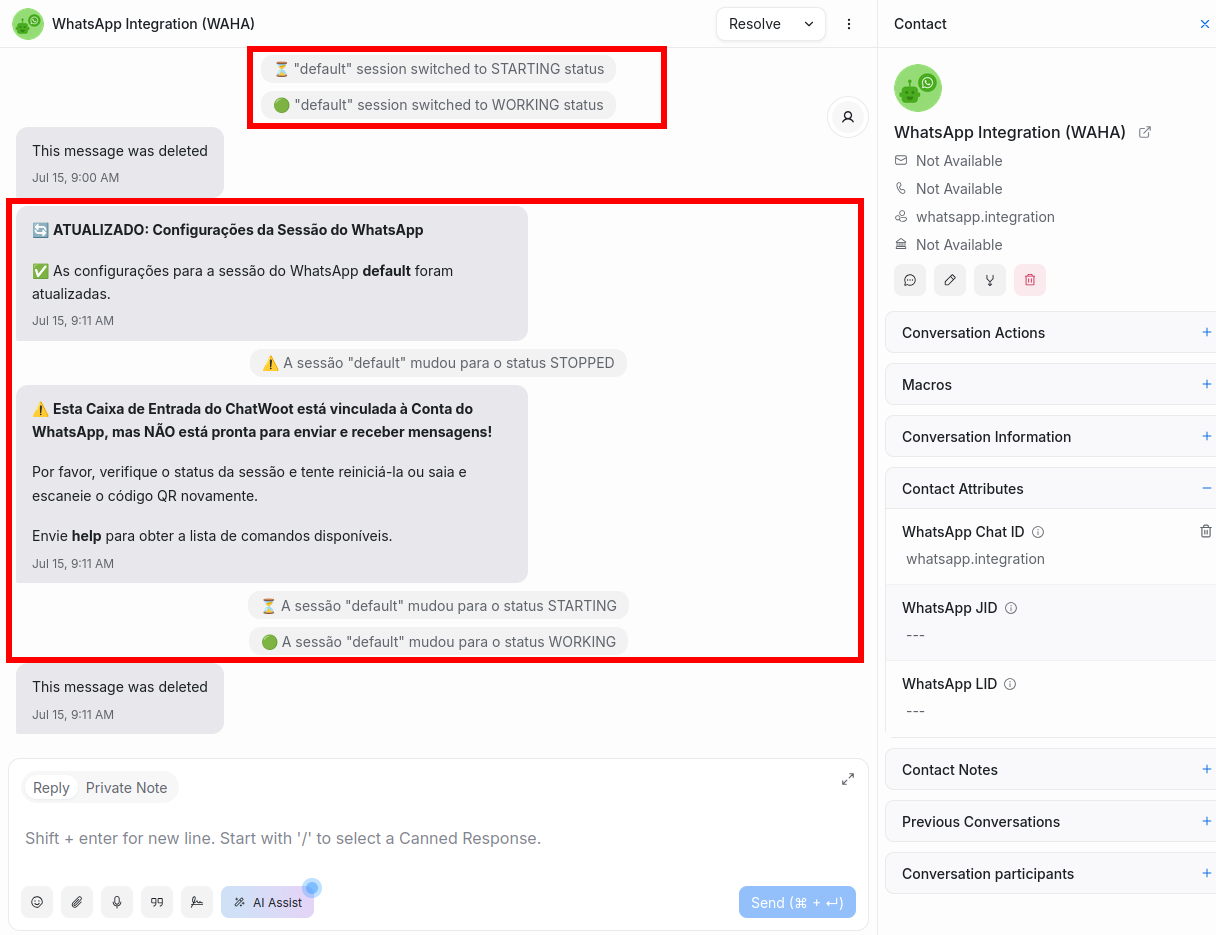 WhatsApp Integration (WAHA)
Resolve
⏳ "default" session switched to STARTING status
🟢 "default" session switched to WORKING status
This message was deleted
Jul 15, 9:00 AM
🔄 ATUALIZADO: Configurações da Sessão do WhatsApp
✅ As configurações para a sessão do WhatsApp default foram
atualizadas.
Jul 15, 9:11 AM
⚠️ A sessão "default" mudou para o status STOPPED
⚠️ Esta Caixa de Entrada do ChatWoot está vinculada à Conta do
WhatsApp, mas NÃO está pronta para enviar e receber mensagens!
Por favor, verifique o status da sessão e tente reiniciá-la ou saia e
escaneie o código QR novamente.
Envie help para obter a lista de comandos disponíveis.
Jul 15, 9:11 AM
⏳ A sessão "default" mudou para o status STARTING
🟢 A sessão "default" mudou para o status WORKING
This message was deleted
Jul 15, 9:11 AM
Reply
Private Note
Shift + enter for new line. Start with '/' to select a Canned Response.
AI Assist
Send (⌘ + ↵)
Contact
WhatsApp Integration (WAHA)
Not Available
Not Available
whatsapp.integration
Not Available
Conversation Actions
Macros
Conversation Information
Contact Attributes
WhatsApp Chat ID
whatsapp.integration
WhatsApp JID
---
WhatsApp LID
---
Contact Notes
Previous Conversations
Conversation participants